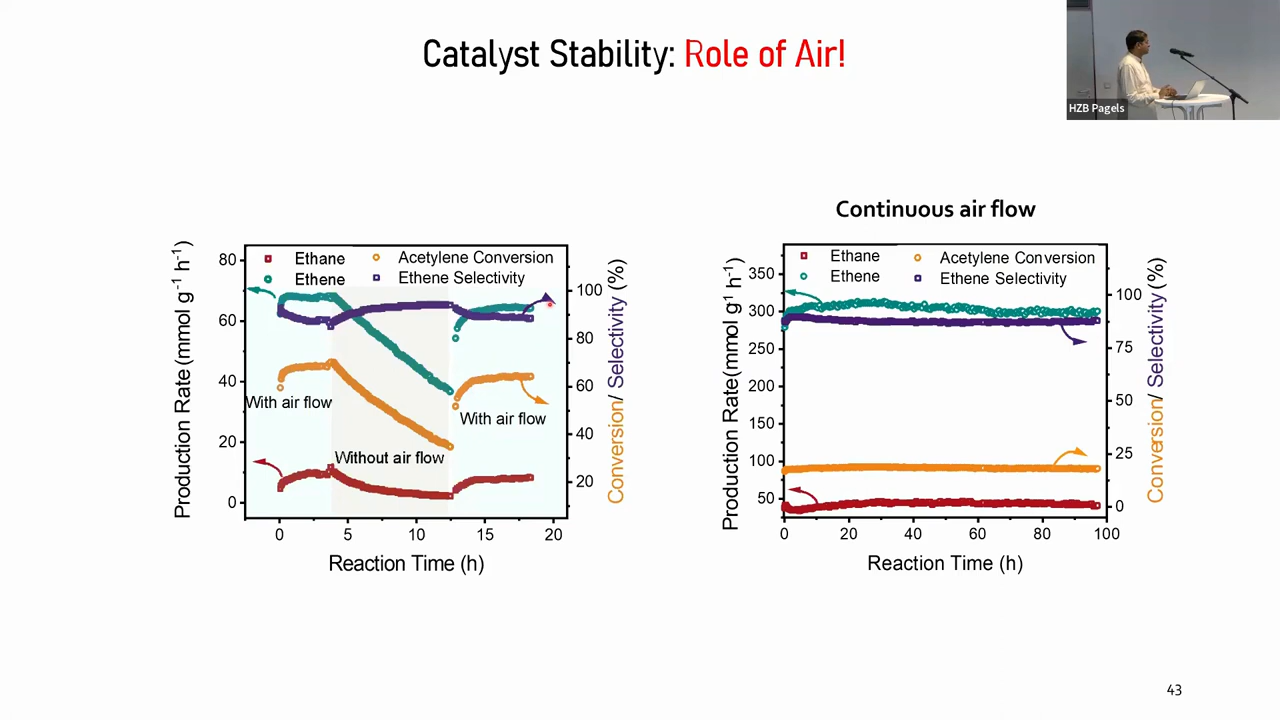 Catalyst Stability: Role of Air!
HZB Pagels
Production Rate (mmol g⁻¹ h⁻¹)
80
60
40
20
0
Ethane
Ethene
Acetylene Conversion
Ethene Selectivity
With air flow
Without air flow
With air flow
100
80
60
40
20
Conversion/ Selectivity (%)
0
5
10
15
20
Reaction Time (h)
Continuous air flow
Production Rate(mmol g¹ h⁻¹)
350
300
250
200
150
100
50
Ethane
Ethene
Acetylene Conversion
Ethene Selectivity
100
75
50
25
0
Conversion/ Selectivity (%)
0
20
40
60
80
100
Reaction Time (h)
43